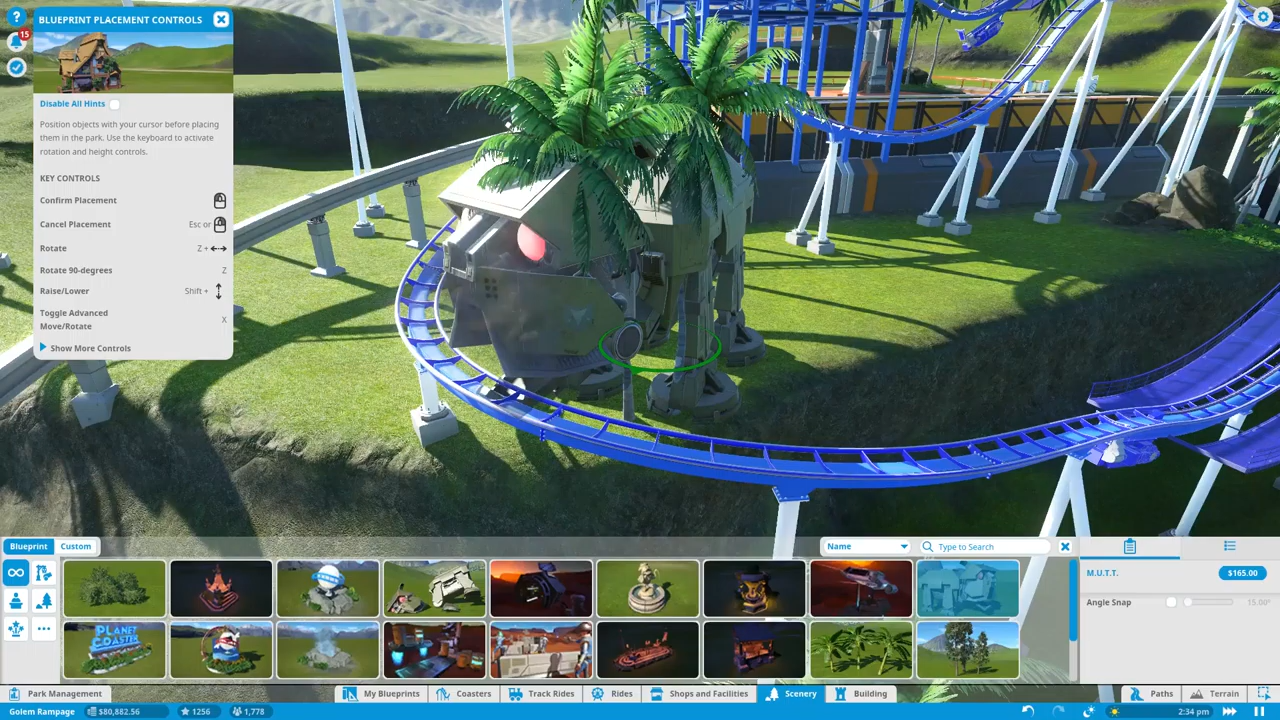 BLUEPRINT PLACEMENT CONTROLS
15
Disable All Hints
Position objects with your cursor before placing
them in the park. Use the keyboard to activate
rotation and height controls.
KEY CONTROLS
Confirm Placement
Cancel Placement Esc or
Rotate Z +
Rotate 90-degrees Z
Raise/Lower Shift +
Toggle Advanced
Move/Rotate X
Show More Controls
Blueprint Custom Name Type to Search
M.U.T.T. $165.00
Angle Snap 15.00°
PLANET
COASTER
Park Management My Blueprints Coasters Track Rides Rides Shops and Facilities Scenery Building Paths Terrain
Golem Rampage $80,882.56 1256 1,778 2:34 pm